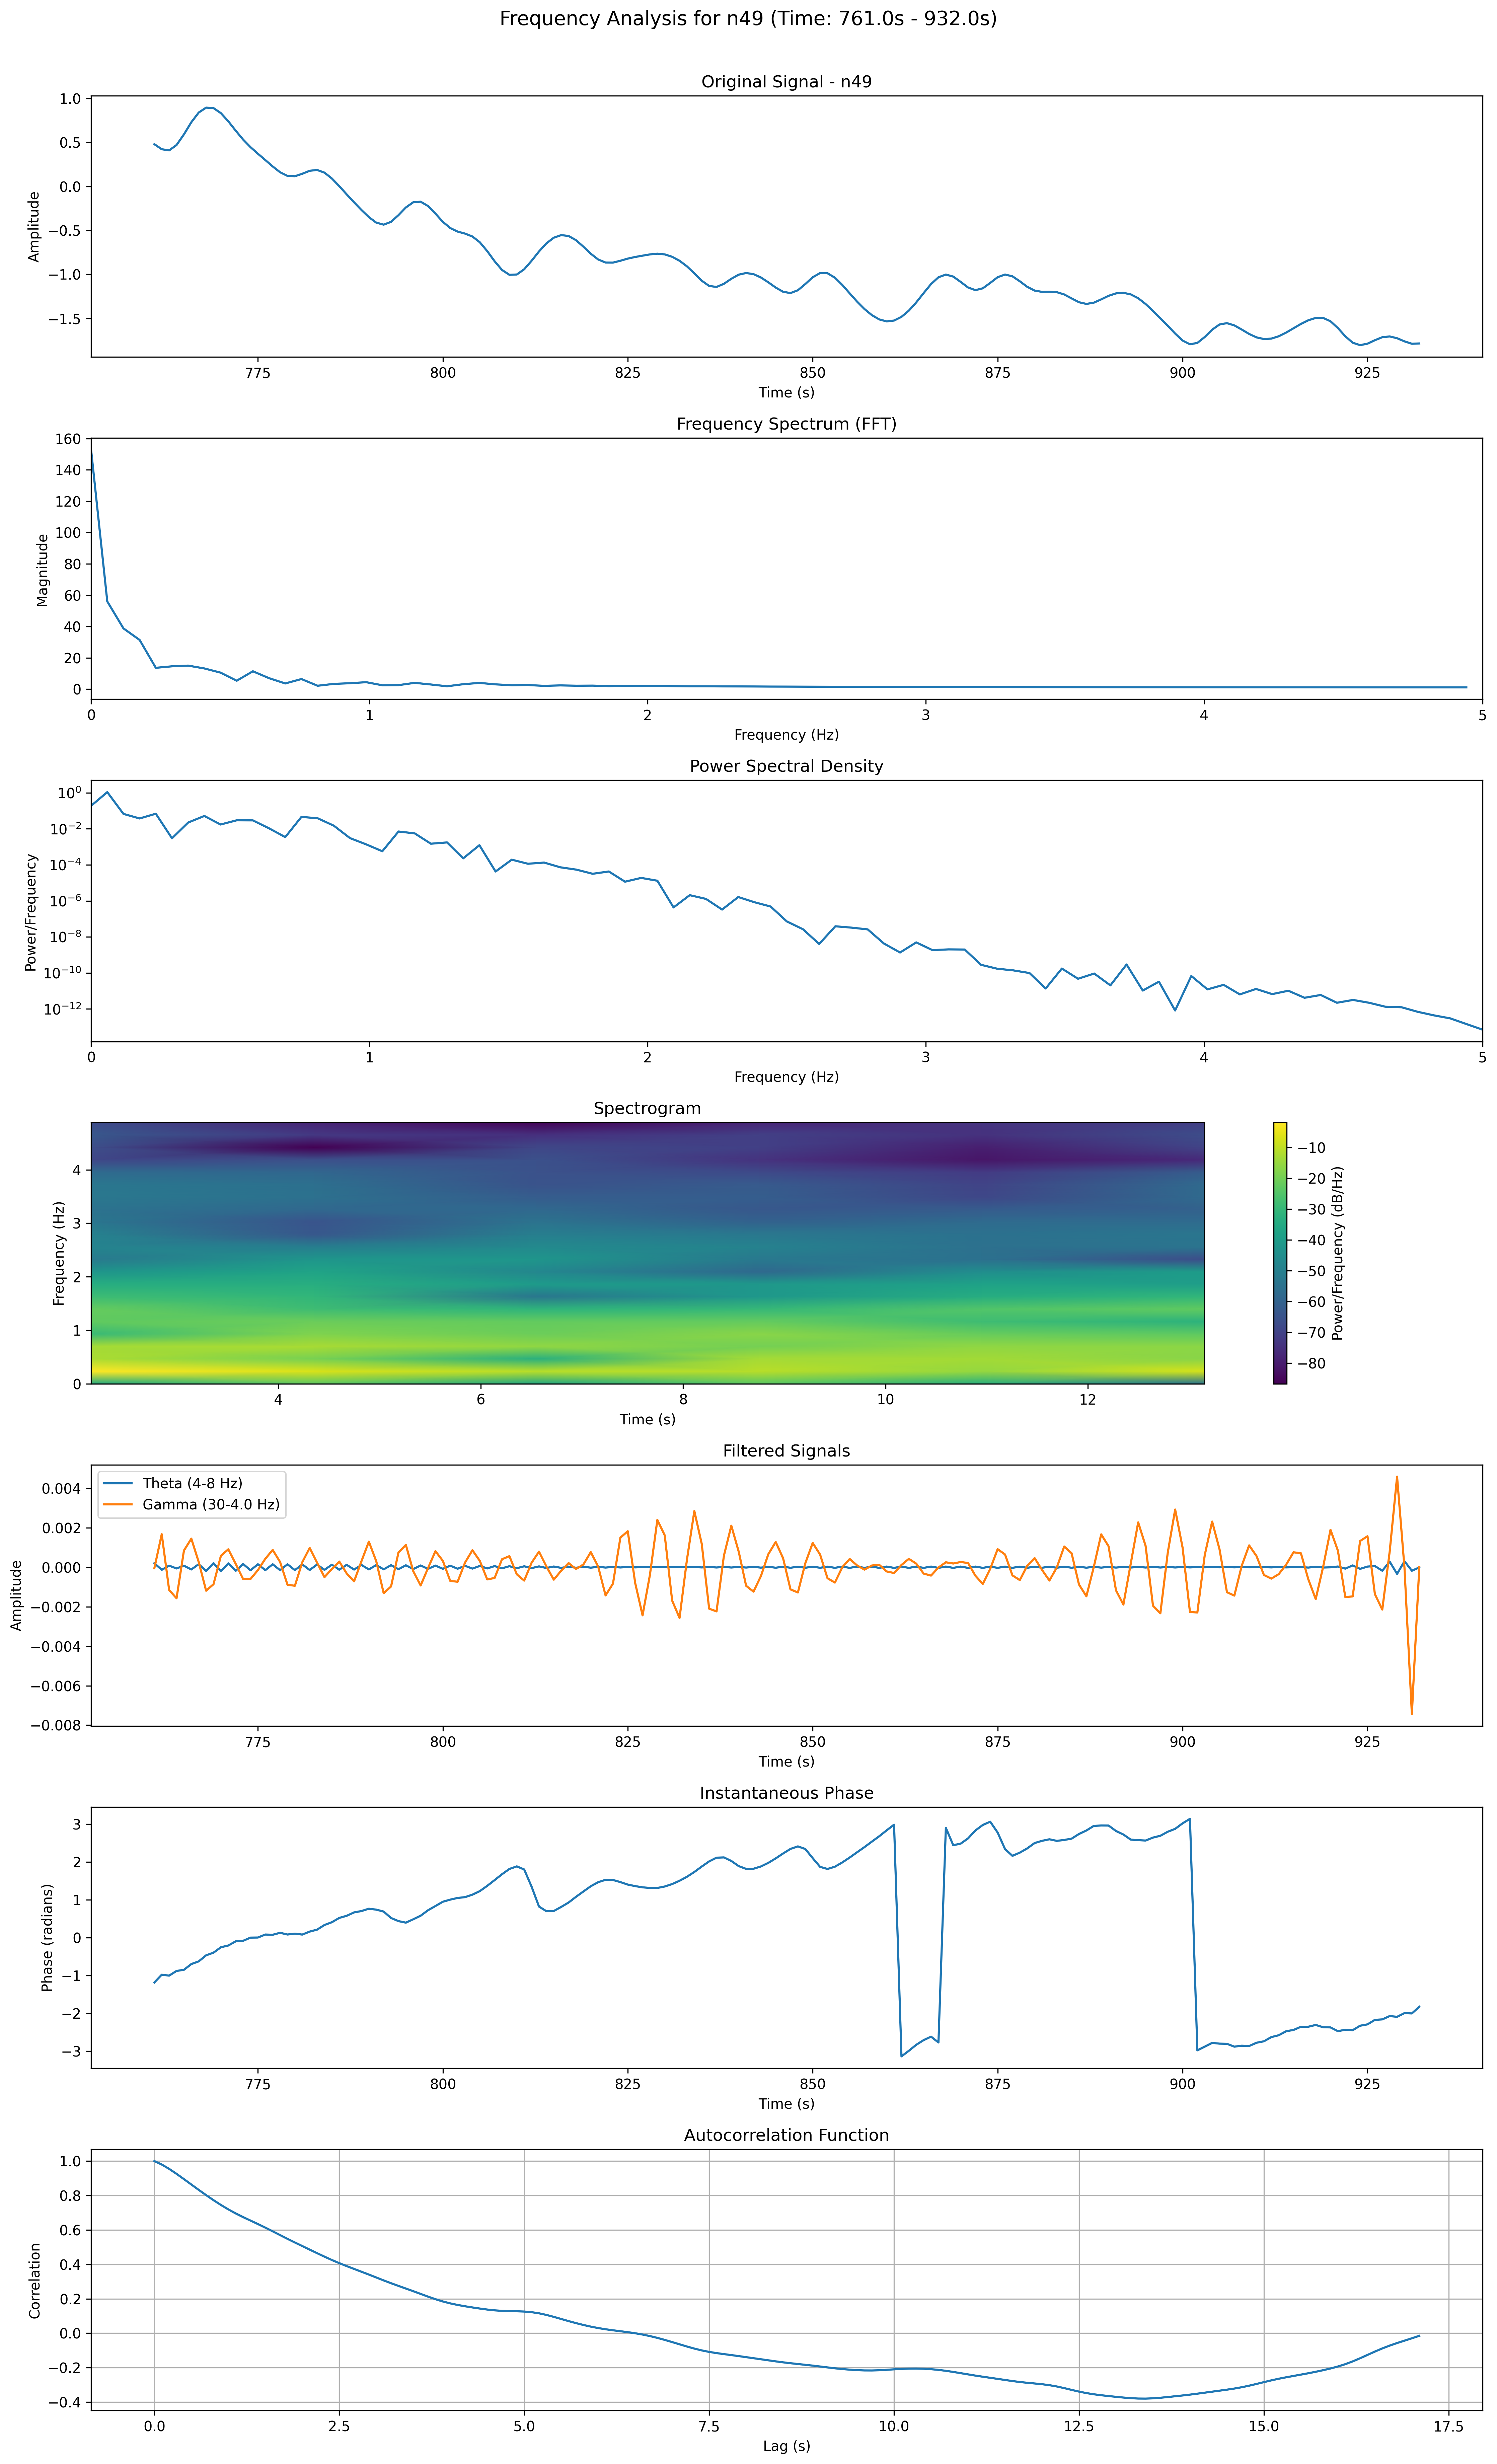 Frequency Analysis for n49 (Time: 761.0s - 932.0s)
Original Signal - n49
1.0
0.5
0.0
−0.5
−1.0
−1.5
Amplitude
775 800 825 850 875 900 925
Time (s)
Frequency Spectrum (FFT)
160
140
120
100
80
60
40
20
0
Magnitude
0 1 2 3 4 5
Frequency (Hz)
Power Spectral Density
10⁰
10⁻²
10⁻⁴
10⁻⁶
10⁻⁸
10⁻¹⁰
10⁻¹²
Power/Frequency
0 1 2 3 4 5
Frequency (Hz)
Spectrogram
4
3
2
1
0
Frequency (Hz)
4 6 8 10 12
Time (s)
−10
−20
−30
−40
−50
−60
−70
−80
Power/Frequency (dB/Hz)
Filtered Signals
Theta (4-8 Hz)
Gamma (30-4.0 Hz)
0.004
0.002
0.000
−0.002
−0.004
−0.006
−0.008
Amplitude
775 800 825 850 875 900 925
Time (s)
Instantaneous Phase
3
2
1
0
−1
−2
−3
Phase (radians)
775 800 825 850 875 900 925
Time (s)
Autocorrelation Function
1.0
0.8
0.6
0.4
0.2
0.0
−0.2
−0.4
Correlation
0.0 2.5 5.0 7.5 10.0 12.5 15.0 17.5
Lag (s)